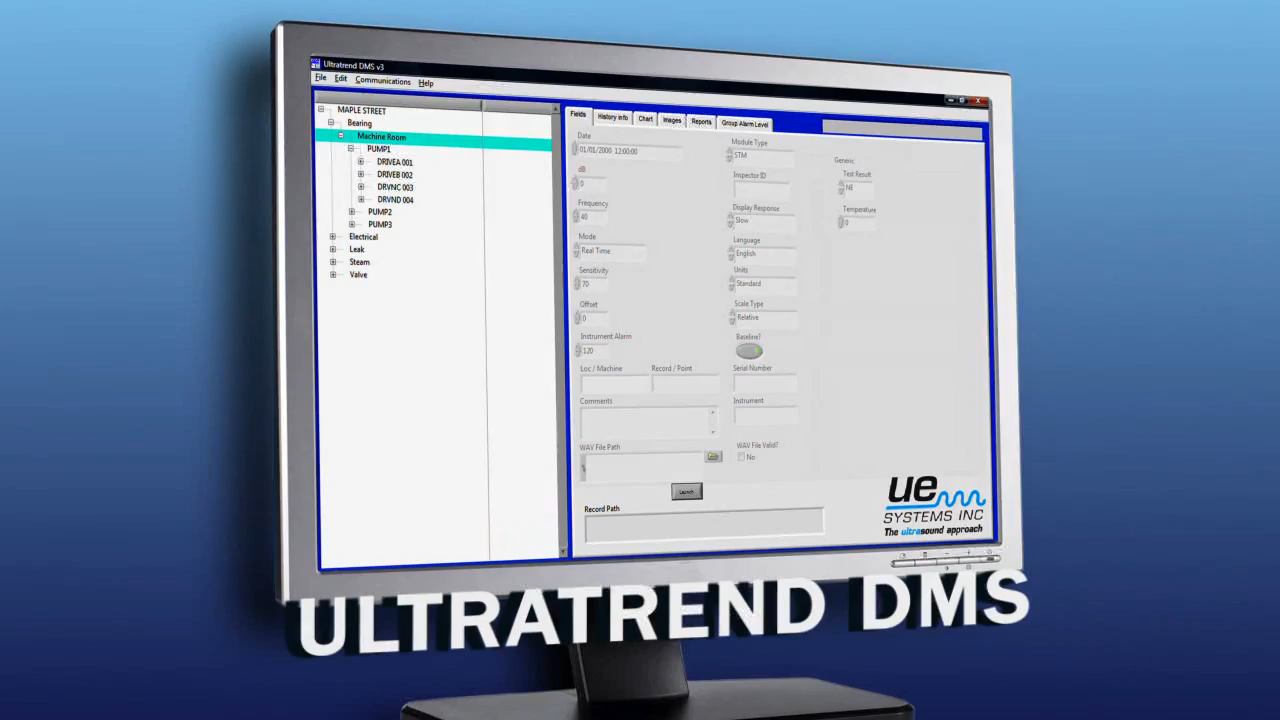 Ultratrend DMS v3
File Edit Communications Help
MAPLE STREET
Bearing
Machine Room
PUMP1
DRIVEA 001
DRIVEB 002
DRVNC 003
DRVND 004
PUMP2
PUMP3
Electrical
Leak
Steam
Valve
Fields History info Chart Images Reports Group Alarm Level
Date
01/01/2000 12:00:00
dB
0
Frequency
40
Mode
Real Time
Sensitivity
70
Offset
0
Instrument Alarm
120
Loc / Machine Record / Point
Comments
WAV File Path
Launch
Record Path
Module Type
STM
Inspector ID
Display Response
Slow
Language
English
Units
Standard
Scale Type
Relative
Baseline?
Serial Number
Instrument
WAV File Valid?
No
Generic
Test Result
NE
Temperature
0
ue
SYSTEMS INC
The ultrasound approach
ULTRATREND DMS